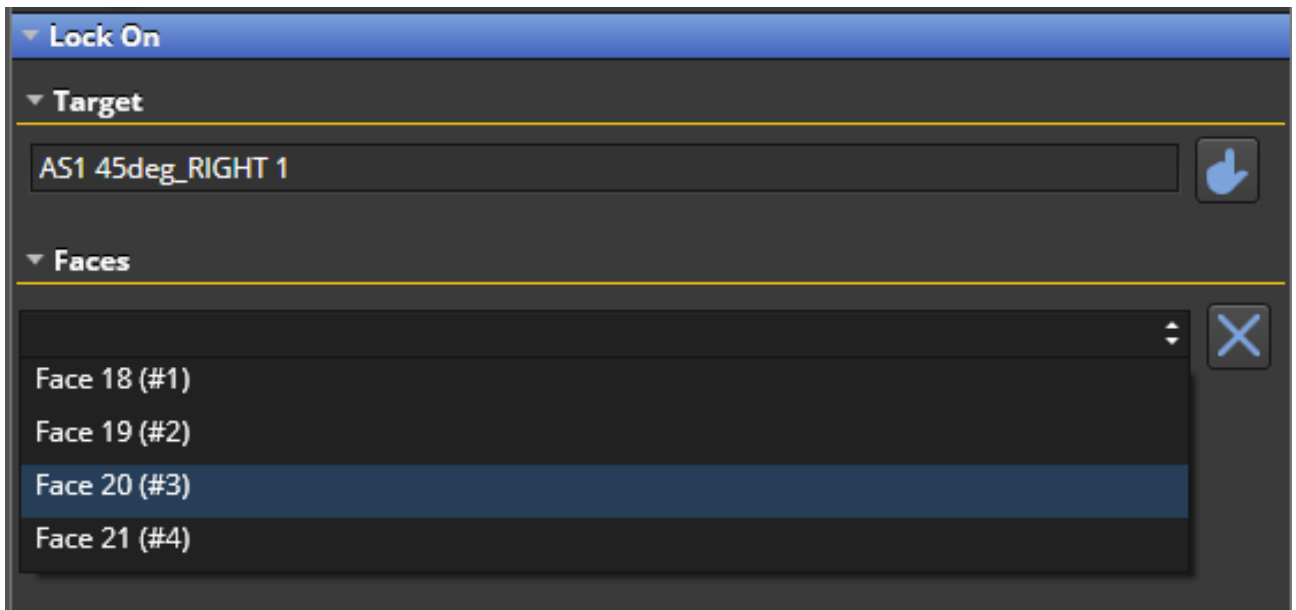 Lock On
Target
AS1 45deg_RIGHT 1
Faces
Face 18 (#1)
Face 19 (#2)
Face 20 (#3)
Face 21 (#4)